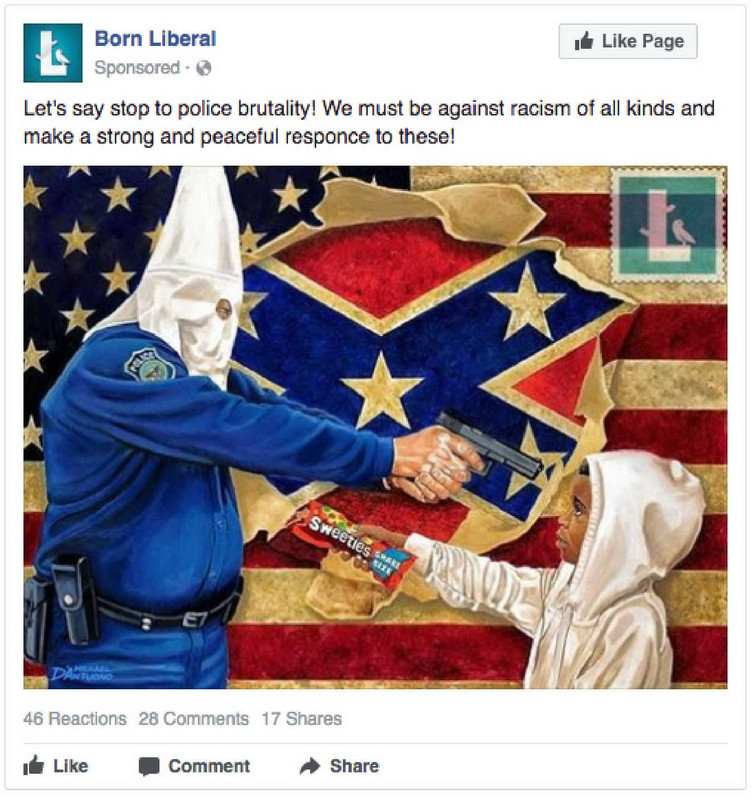 Born Liberal
Like Page
Sponsored ·
Let's say stop to police brutality! We must be against racism of all kinds and
make a strong and peaceful responce to these!
L
POLICE
Sweeties
SHARE
SIZE
MICHAEL
D'ANTUONO
46 Reactions 28 Comments 17 Shares
Like Comment Share